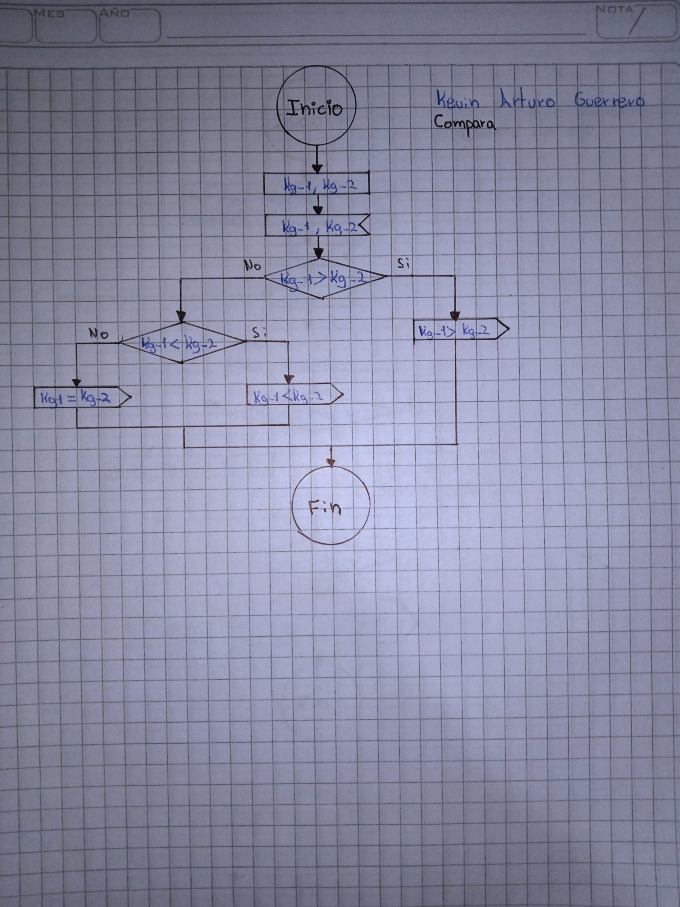 MES AÑO NOTA
Inicio
Kevin Arturo Guerrero
Compara
Kg-1, Kg-2
Kg-1, Kg-2
No Si
Kg-1 > Kg-2
Kg-1 > Kg-2
No Si
Kg-1 < Kg-2
Kg1 = Kg-2
Kg-1 < Kg-2
Fin